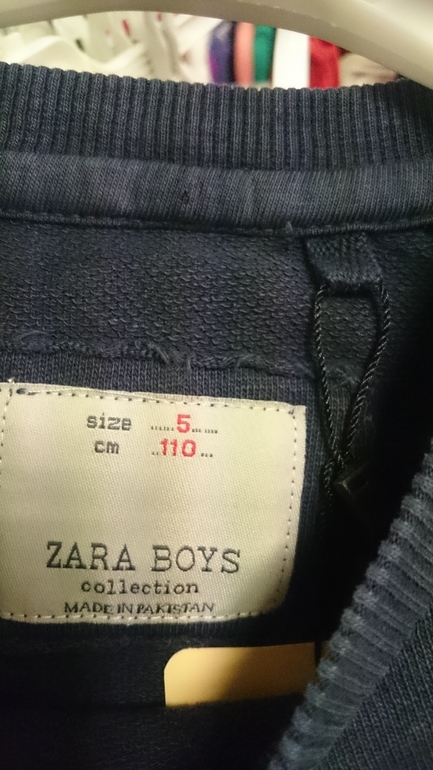 size ......5......
cm ..110...
ZARA BOYS
collection
MADE IN PAKISTAN